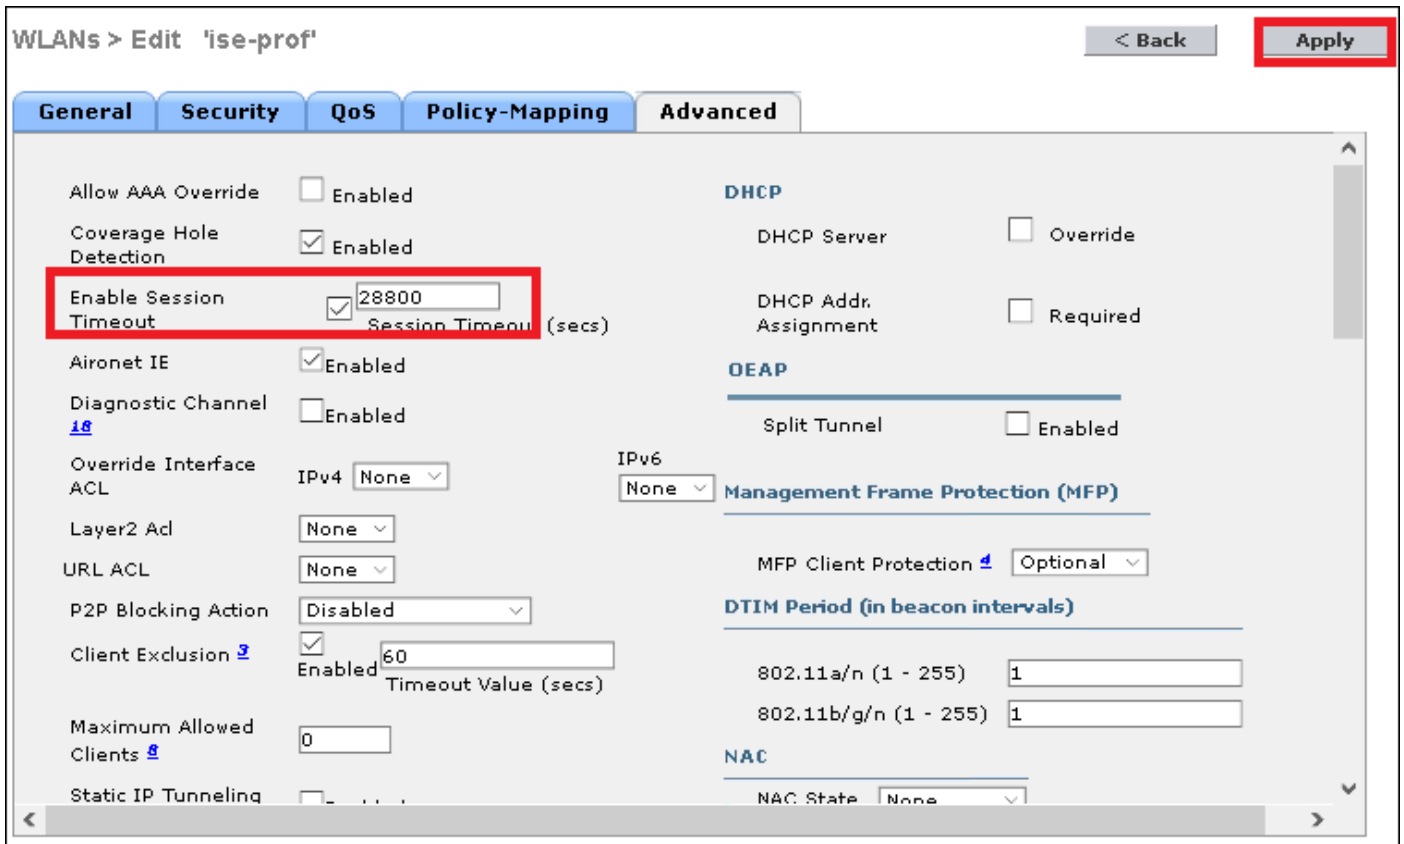 WLANs > Edit 'ise-prof'
< Back
Apply
General Security QoS Policy-Mapping Advanced
Allow AAA Override Enabled
Coverage Hole
Detection Enabled
Enable Session
Timeout 28800
Session Timeout (secs)
Aironet IE Enabled
Diagnostic Channel
18 Enabled
Override Interface
ACL IPv4 None
IPv6
None
Layer2 Acl None
URL ACL None
P2P Blocking Action Disabled
Client Exclusion 3 Enabled 60
Timeout Value (secs)
Maximum Allowed
Clients 8 0
Static IP Tunneling
DHCP
DHCP Server Override
DHCP Addr.
Assignment Required
OEAP
Split Tunnel Enabled
Management Frame Protection (MFP)
MFP Client Protection 4 Optional
DTIM Period (in beacon intervals)
802.11a/n (1 - 255) 1
802.11b/g/n (1 - 255) 1
NAC
NAC State None